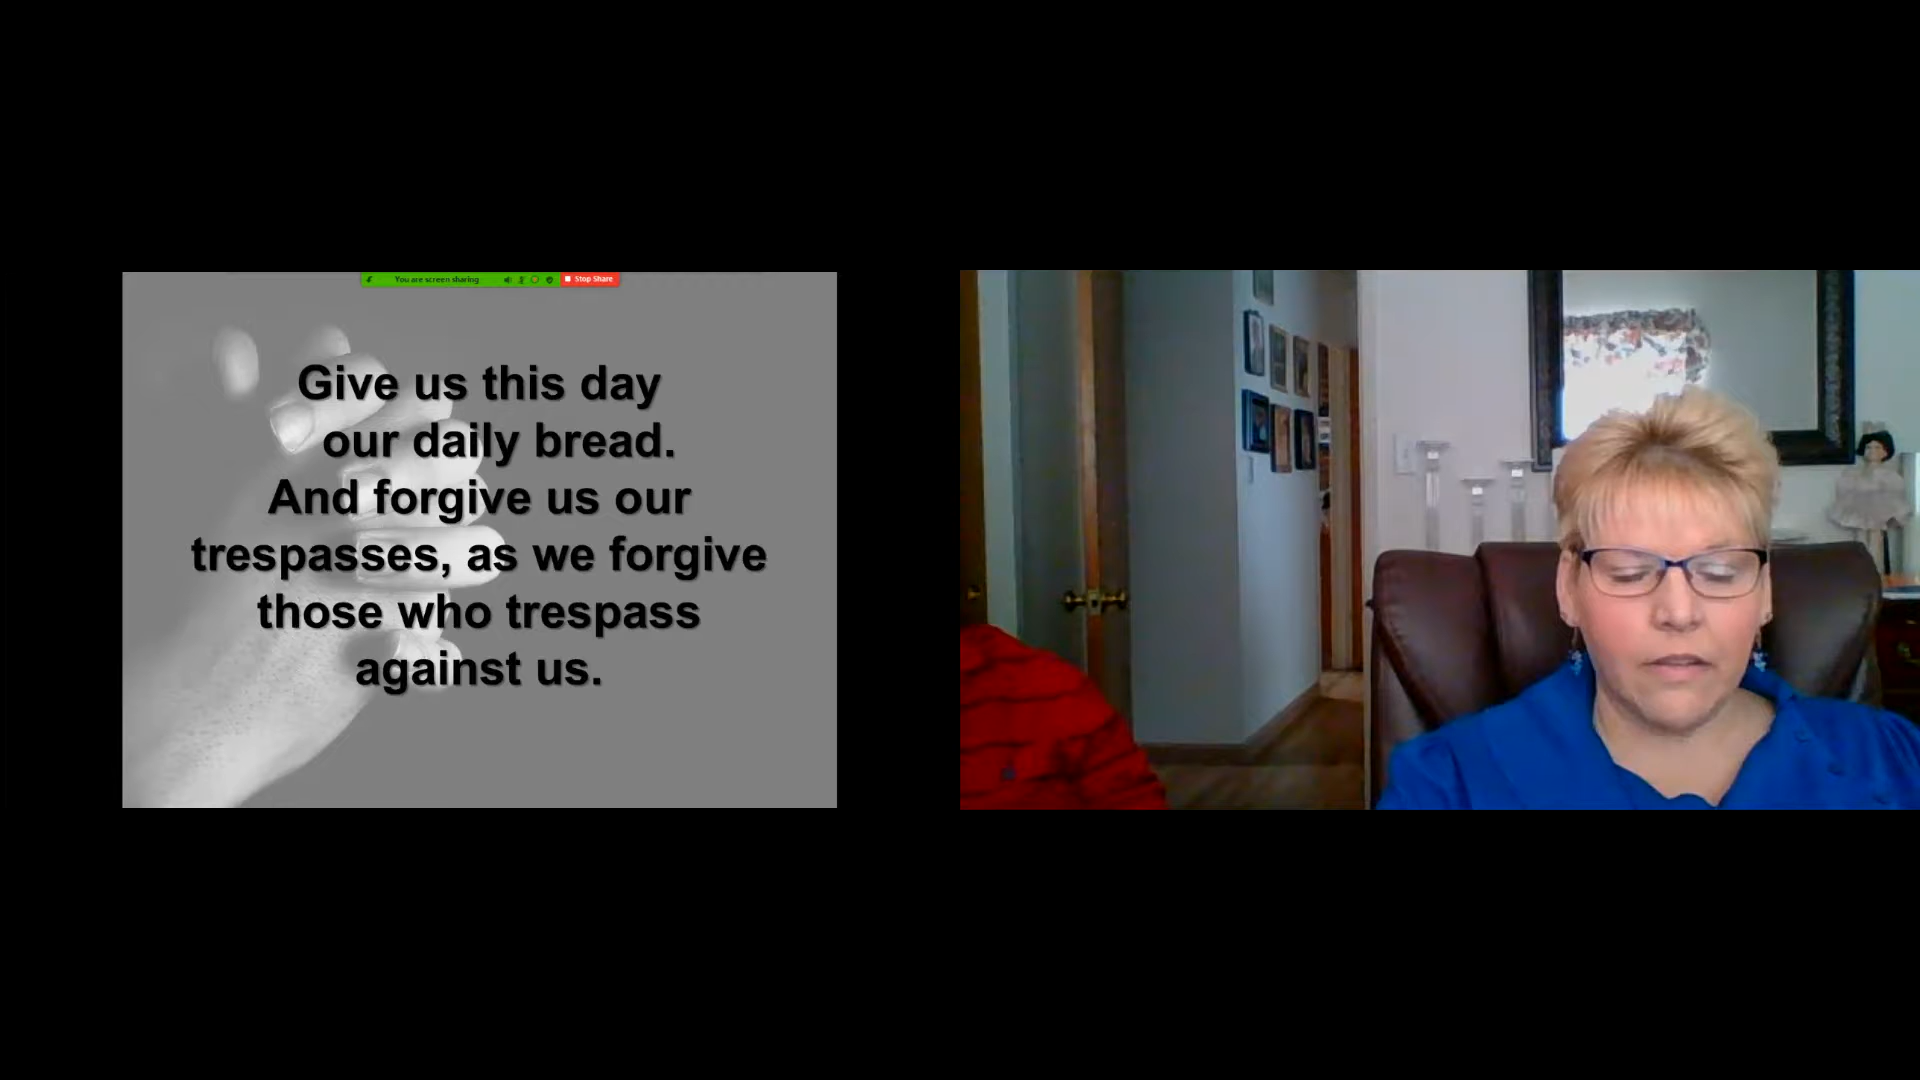 You are screen sharing
Stop Share
Give us this day
our daily bread.
And forgive us our
trespasses, as we forgive
those who trespass
against us.